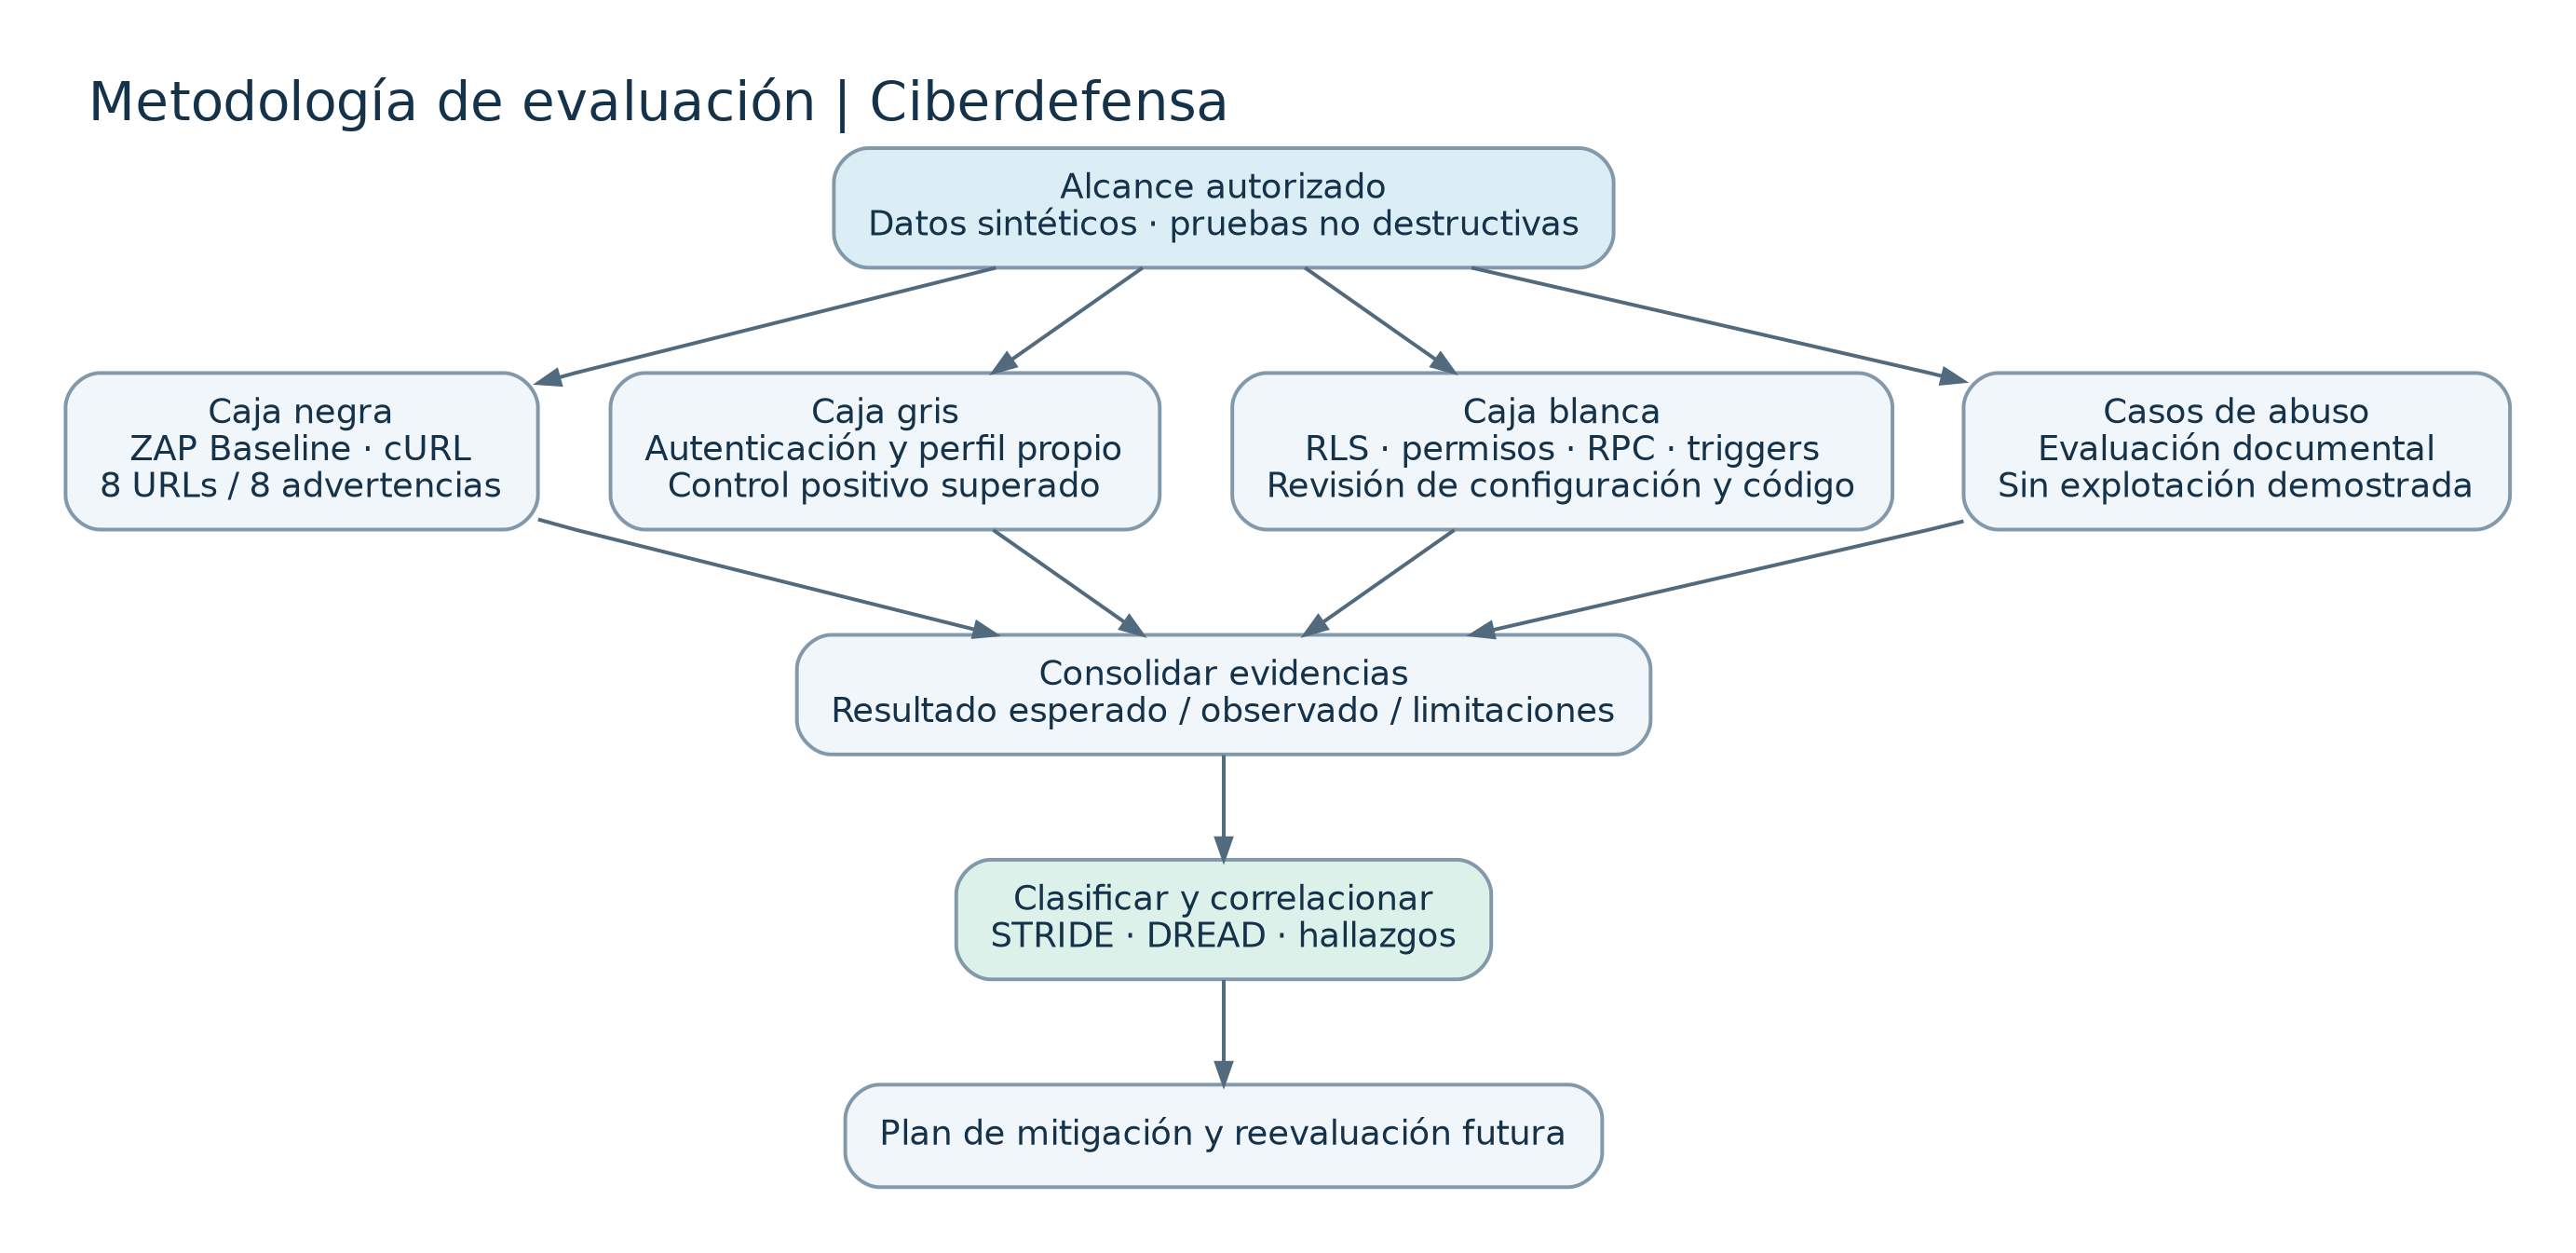 Metodología de evaluación | Ciberdefensa
Alcance autorizado
Datos sintéticos · pruebas no destructivas
Caja negra
ZAP Baseline · cURL
8 URLs / 8 advertencias
Caja gris
Autenticación y perfil propio
Control positivo superado
Caja blanca
RLS · permisos · RPC · triggers
Revisión de configuración y código
Casos de abuso
Evaluación documental
Sin explotación demostrada
Consolidar evidencias
Resultado esperado / observado / limitaciones
Clasificar y correlacionar
STRIDE · DREAD · hallazgos
Plan de mitigación y reevaluación futura